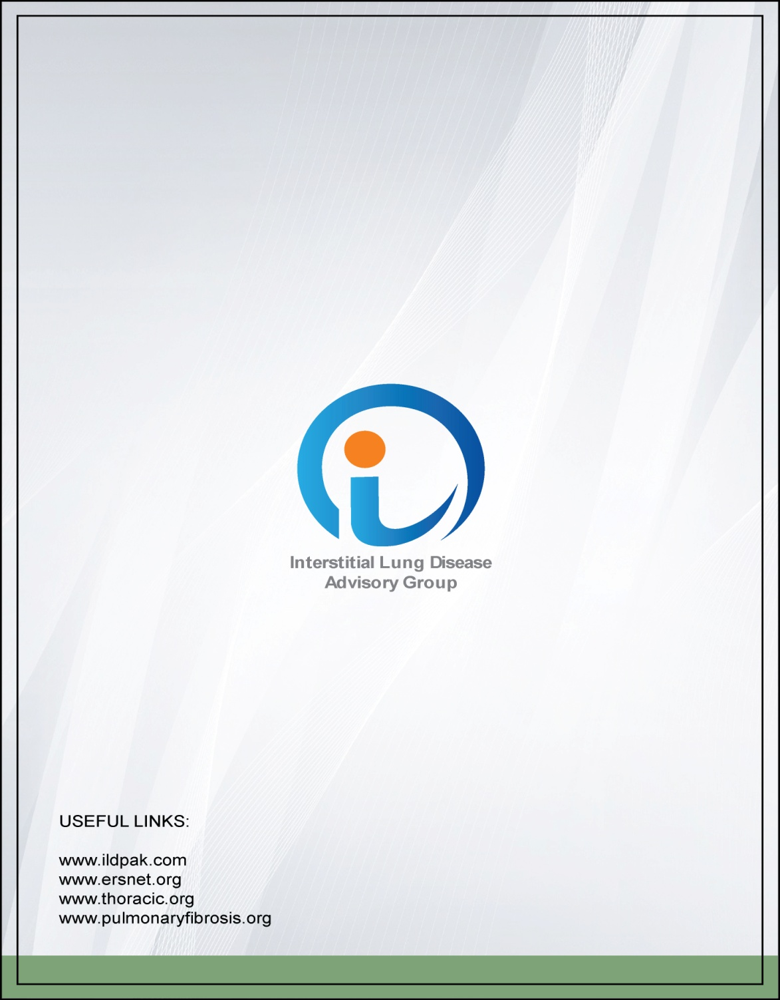 Interstitial Lung Disease
Advisory Group
USEFUL LINKS:
www.ildpak.com
www.ersnet.org
www.thoracic.org
www.pulmonaryfibrosis.org